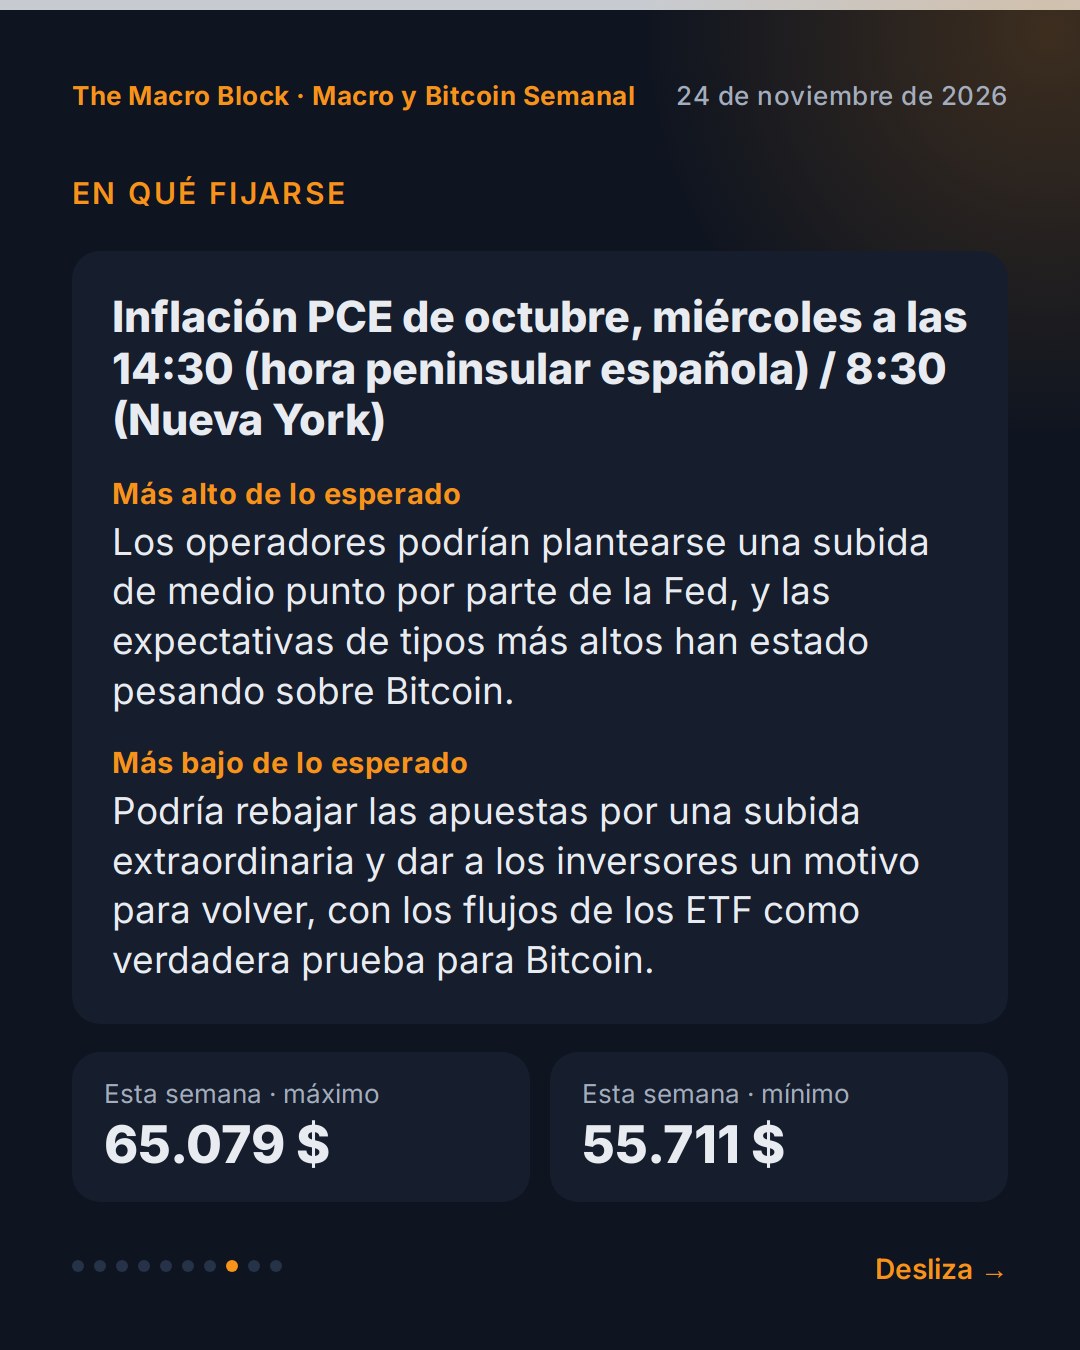 The Macro Block · Macro y Bitcoin Semanal
24 de noviembre de 2026
EN QUÉ FIJARSE
Inflación PCE de octubre, miércoles a las
14:30 (hora peninsular española) / 8:30
(Nueva York)
Más alto de lo esperado
Los operadores podrían plantearse una subida
de medio punto por parte de la Fed, y las
expectativas de tipos más altos han estado
pesando sobre Bitcoin.
Más bajo de lo esperado
Podría rebajar las apuestas por una subida
extraordinaria y dar a los inversores un motivo
para volver, con los flujos de los ETF como
verdadera prueba para Bitcoin.
Esta semana · máximo
65.079 $
Esta semana · mínimo
55.711 $
Desliza →